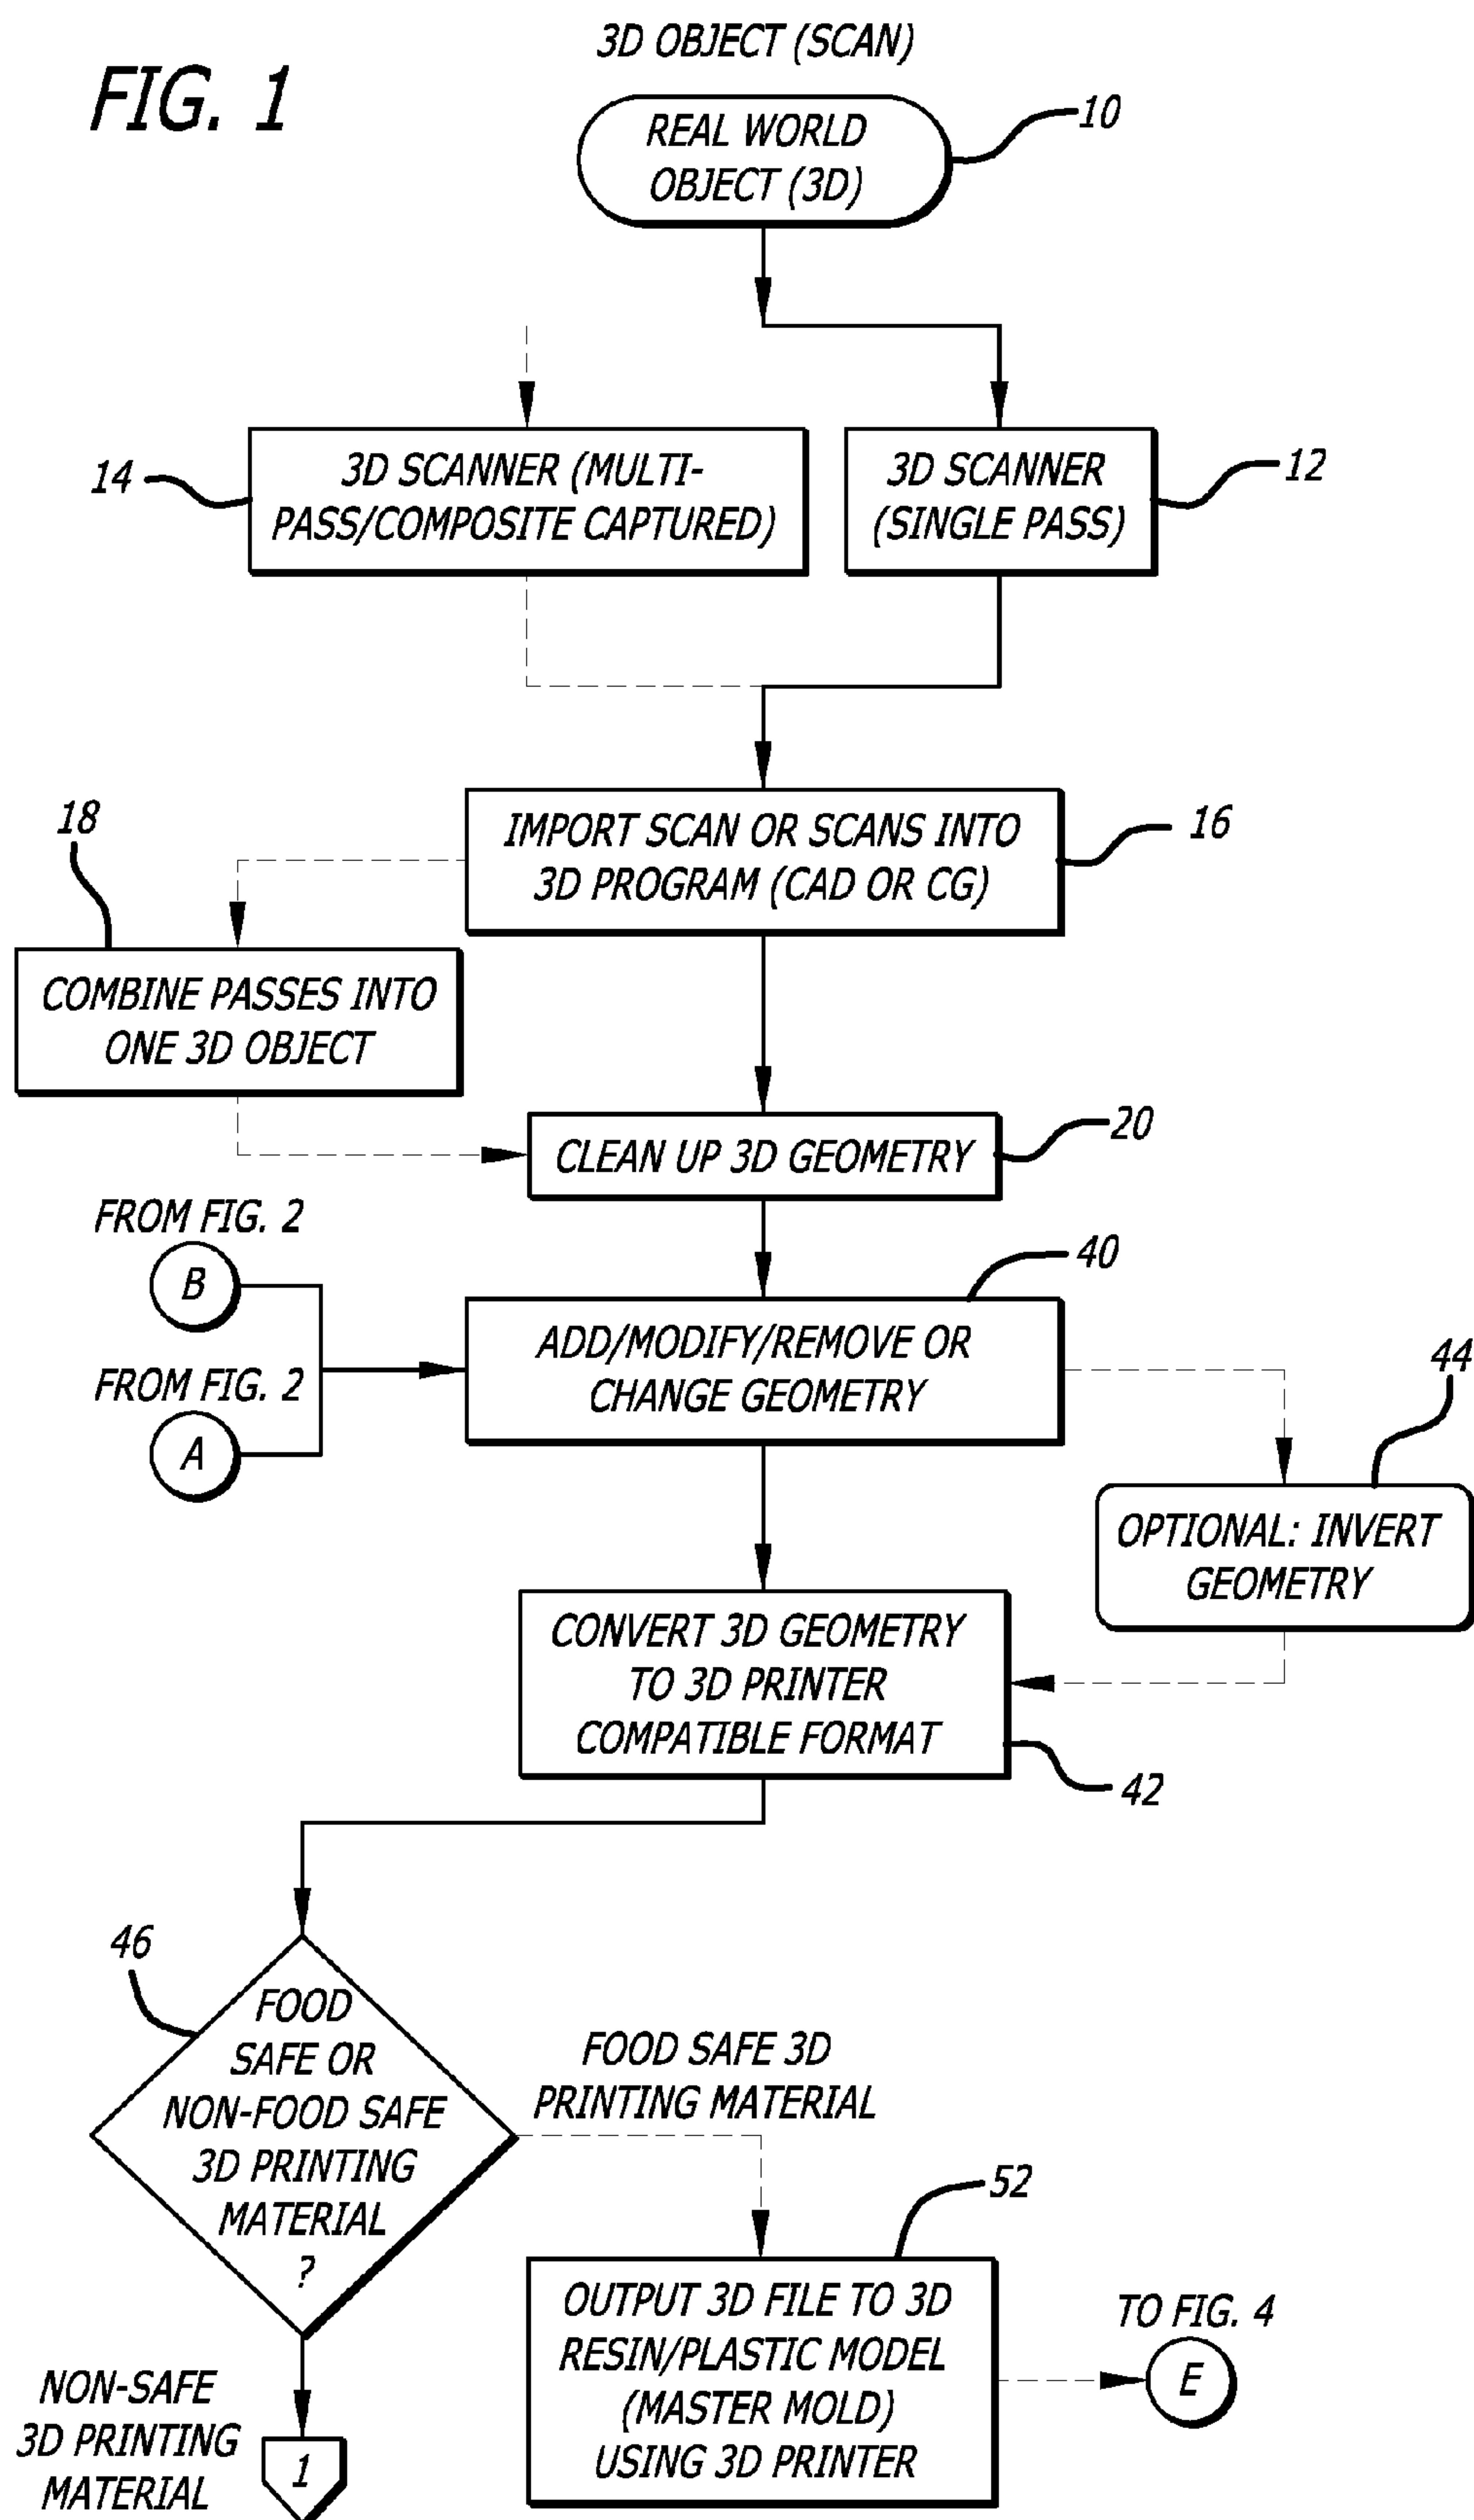 3D OBJECT (SCAN)
FIG. 1
REAL WORLD
OBJECT (3D)
10
14
3D SCANNER (MULTI-
PASS/COMPOSITE CAPTURED)
3D SCANNER
(SINGLE PASS)
12
18
IMPORT SCAN OR SCANS INTO
3D PROGRAM (CAD OR CG)
16
COMBINE PASSES INTO
ONE 3D OBJECT
CLEAN UP 3D GEOMETRY
20
FROM FIG. 2
B
FROM FIG. 2
A
40
ADD/MODIFY/REMOVE OR
CHANGE GEOMETRY
44
OPTIONAL: INVERT
GEOMETRY
CONVERT 3D GEOMETRY
TO 3D PRINTER
COMPATIBLE FORMAT
42
46
FOOD
SAFE OR
NON-FOOD SAFE
3D PRINTING
MATERIAL
?
FOOD SAFE 3D
PRINTING MATERIAL
52
OUTPUT 3D FILE TO 3D
RESIN/PLASTIC MODEL
(MASTER MOLD)
USING 3D PRINTER
TO FIG. 4
E
NON-SAFE
3D PRINTING
MATERIAL
1